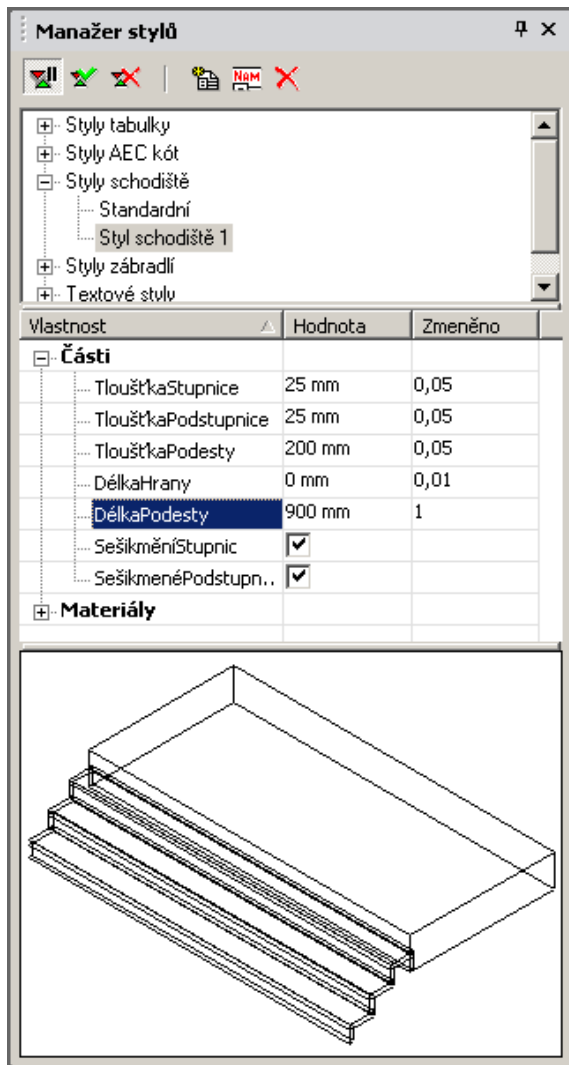 Manažer stylů
NAM
Styly tabulky
Styly AEC kót
Styly schodiště
Standardní
Styl schodiště 1
Styly zábradlí
Textové styly
Vlastnost Hodnota Zmeněno
Části
TloušťkaStupnice 25 mm 0,05
TloušťkaPodstupnice 25 mm 0,05
TloušťkaPodesty 200 mm 0,05
DélkaHrany 0 mm 0,01
DélkaPodesty 900 mm 1
SešikměníStupnic
SešikmenéPodstupn..
Materiály